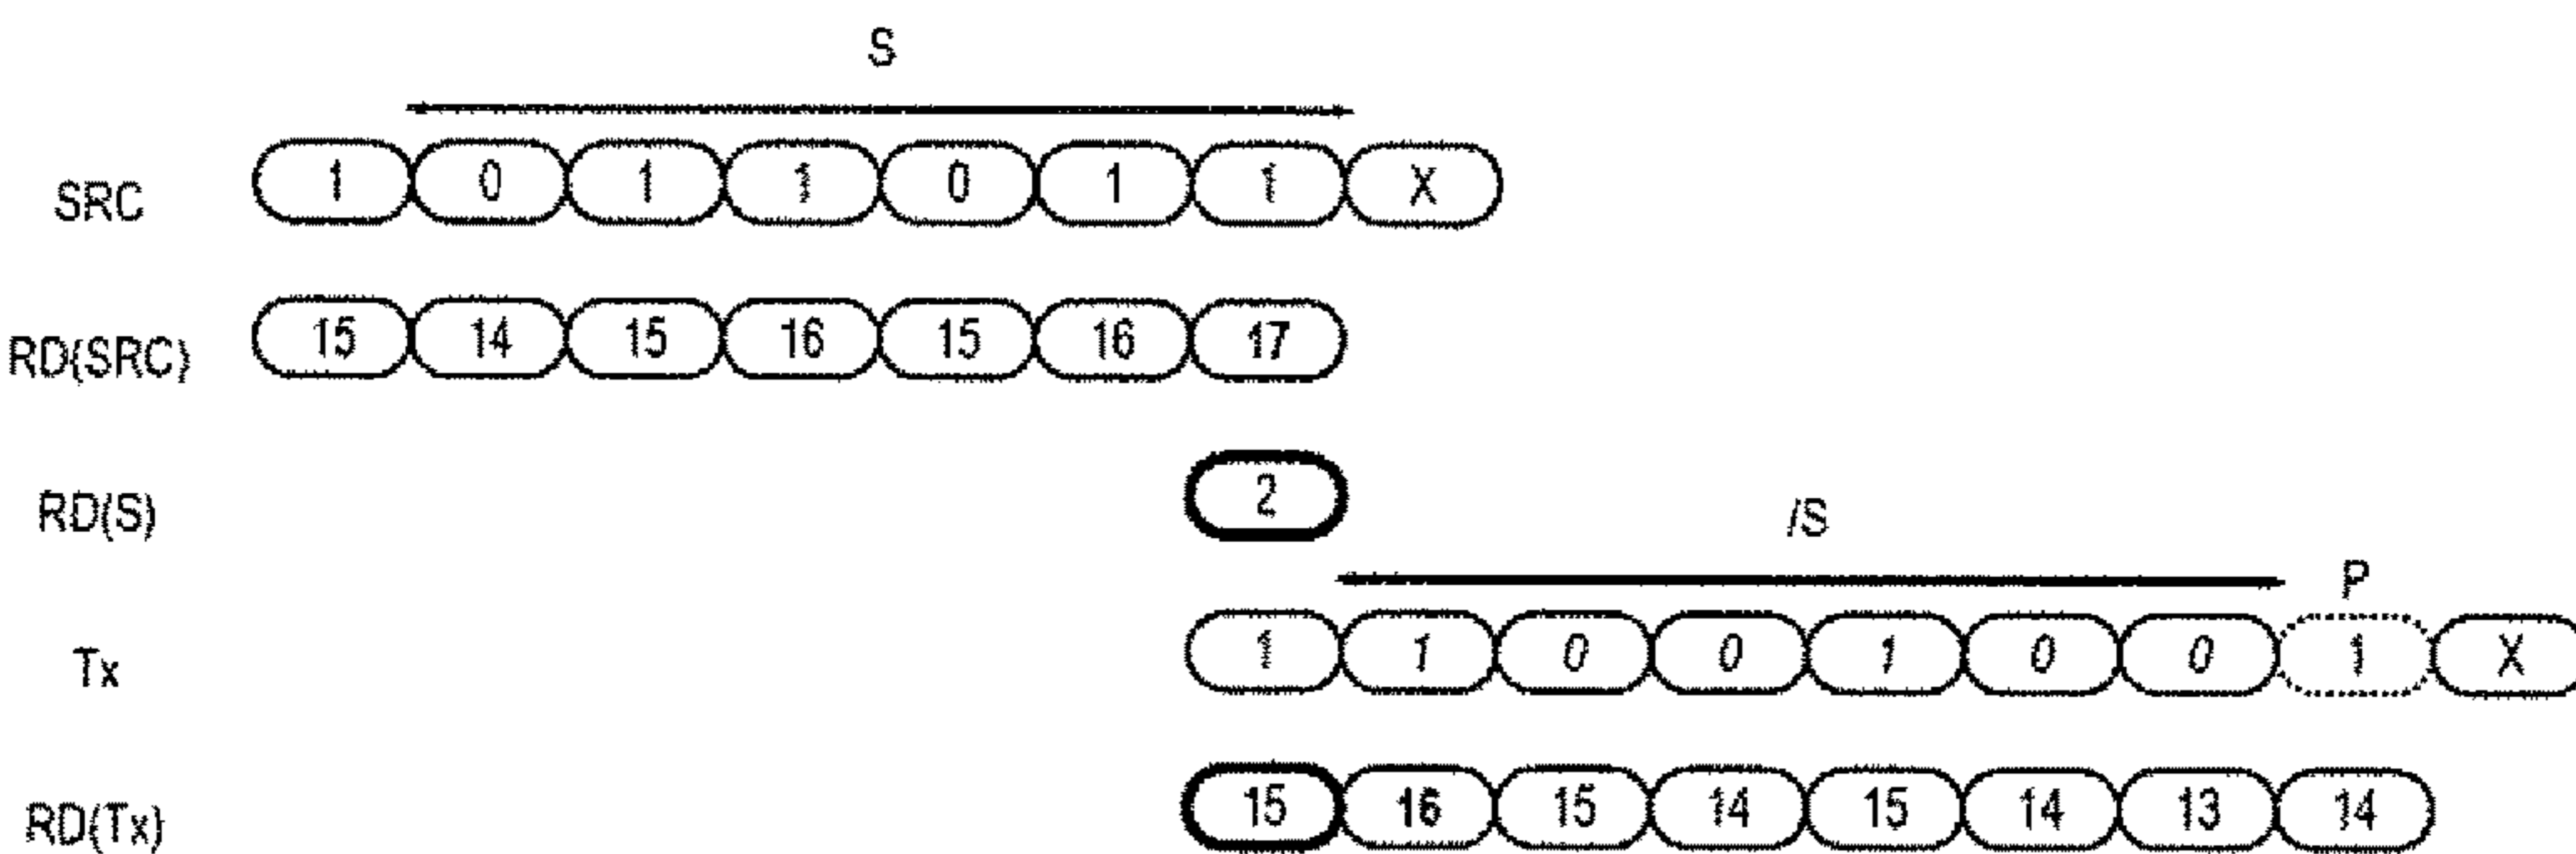 S
SRC 1 0 1 1 0 1 1 X
RD(SRC) 15 14 15 16 15 16 17
RD(S) 2
/S
P
Tx 1 1 0 0 1 0 0 1 X
RD(Tx) 15 16 15 14 15 14 13 14